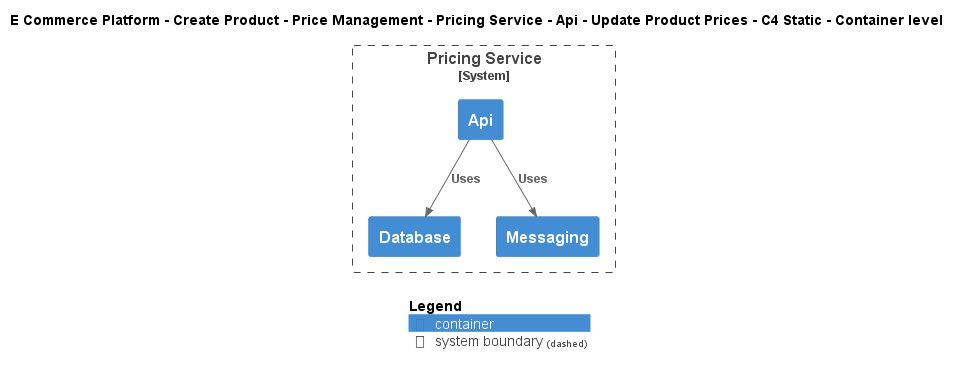 E Commerce Platform - Create Product - Price Management - Pricing Service - Api - Update Product Prices - C4 Static - Container level
Pricing Service
[System]
Api
Uses
Uses
Database
Messaging
Legend
container
system boundary (dashed)